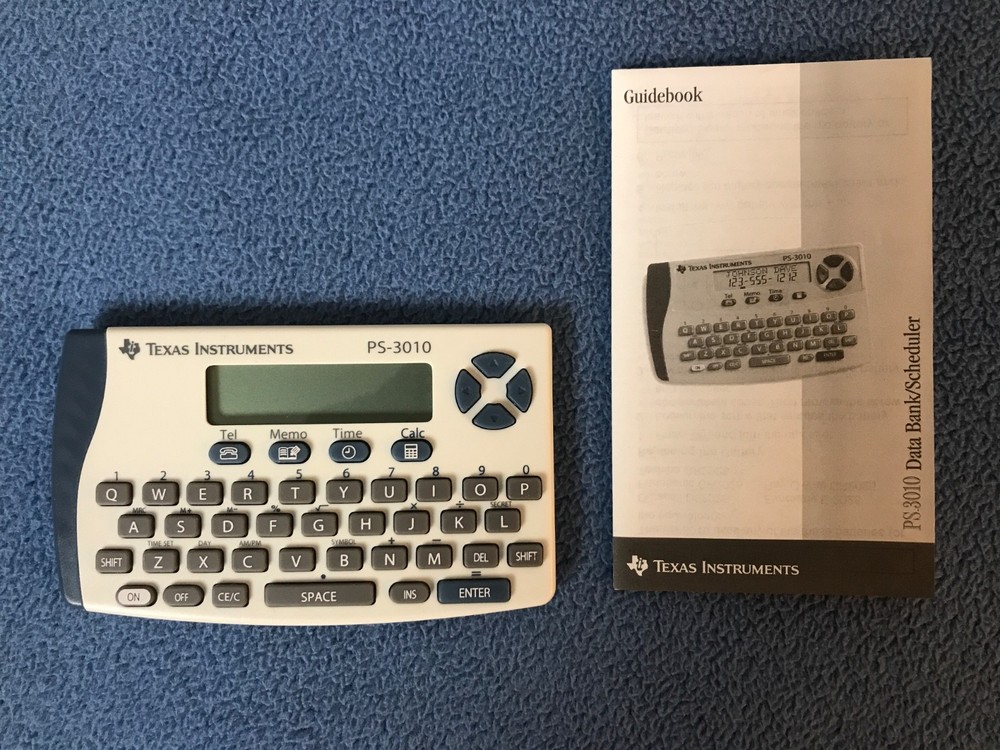 TEXAS INSTRUMENTS PS-3010
Tel Memo Time Calc
1 2 3 4 5 6 7 8 9 0
Q W E R T Y U I O P
MRC M+ M− % √ × ÷ SECRET
A S D F G H J K L
TIME SET DAY AM/PM SYMBOL + −
SHIFT Z X C V B N M DEL SHIFT
. =
ON OFF CE/C SPACE INS ENTER
Guidebook
TEXAS INSTRUMENTS PS-3010
JOHNSON DAVE
123-555-1212
Tel Memo Time
PS-3010 Data Bank/Scheduler
TEXAS INSTRUMENTS